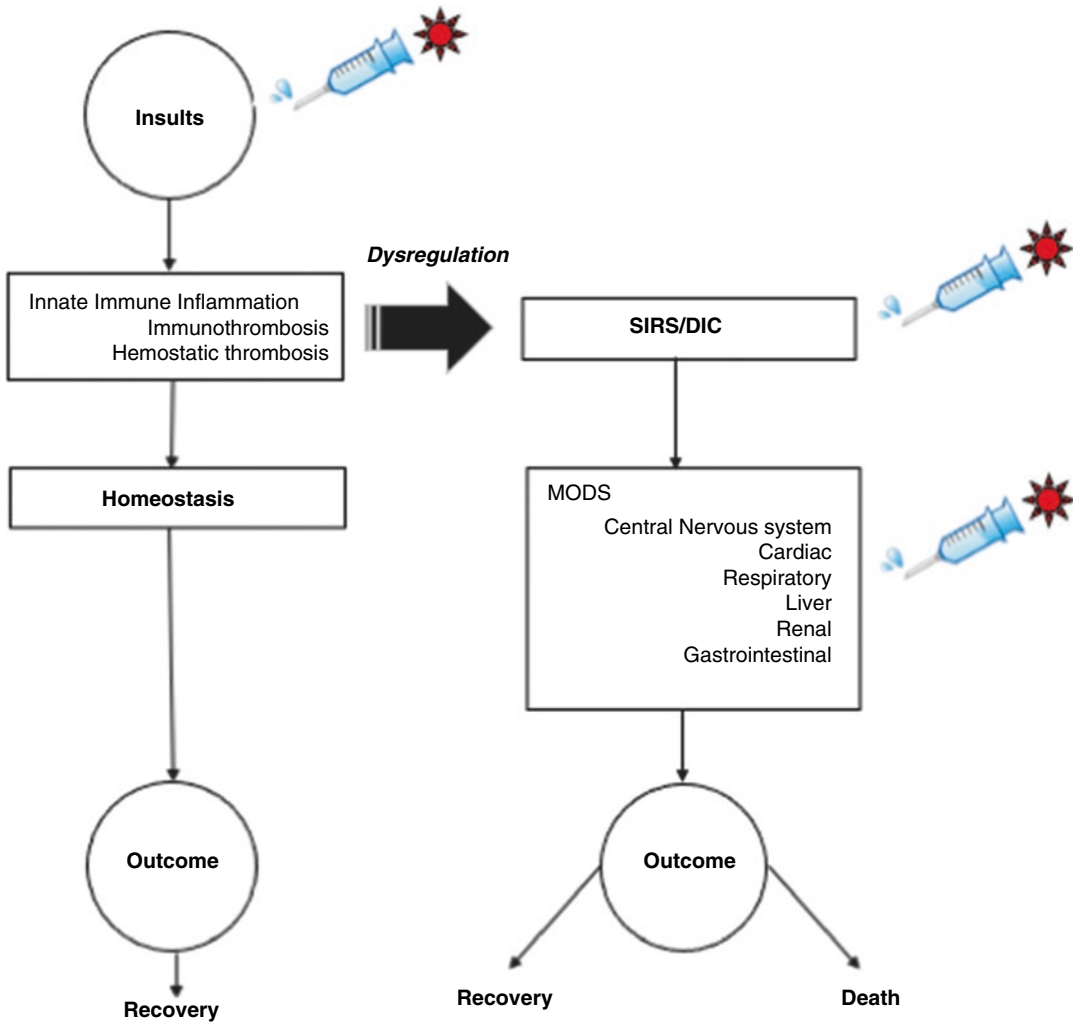 Insults
Innate Immune Inflammation
Immunothrombosis
Hemostatic thrombosis
Dysregulation
Homeostasis
Outcome
Recovery
SIRS/DIC
MODS
Central Nervous system
Cardiac
Respiratory
Liver
Renal
Gastrointestinal
Outcome
Recovery
Death